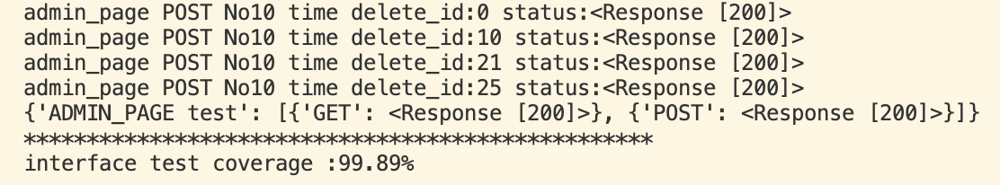 admin_page POST No10 time delete_id:0 status:<Response [200]>
admin_page POST No10 time delete_id:10 status:<Response [200]>
admin_page POST No10 time delete_id:21 status:<Response [200]>
admin_page POST No10 time delete_id:25 status:<Response [200]>
{'ADMIN_PAGE test': [{'GET': <Response [200]>}, {'POST': <Response [200]>}]}
**************************************************
interface test coverage :99.89%